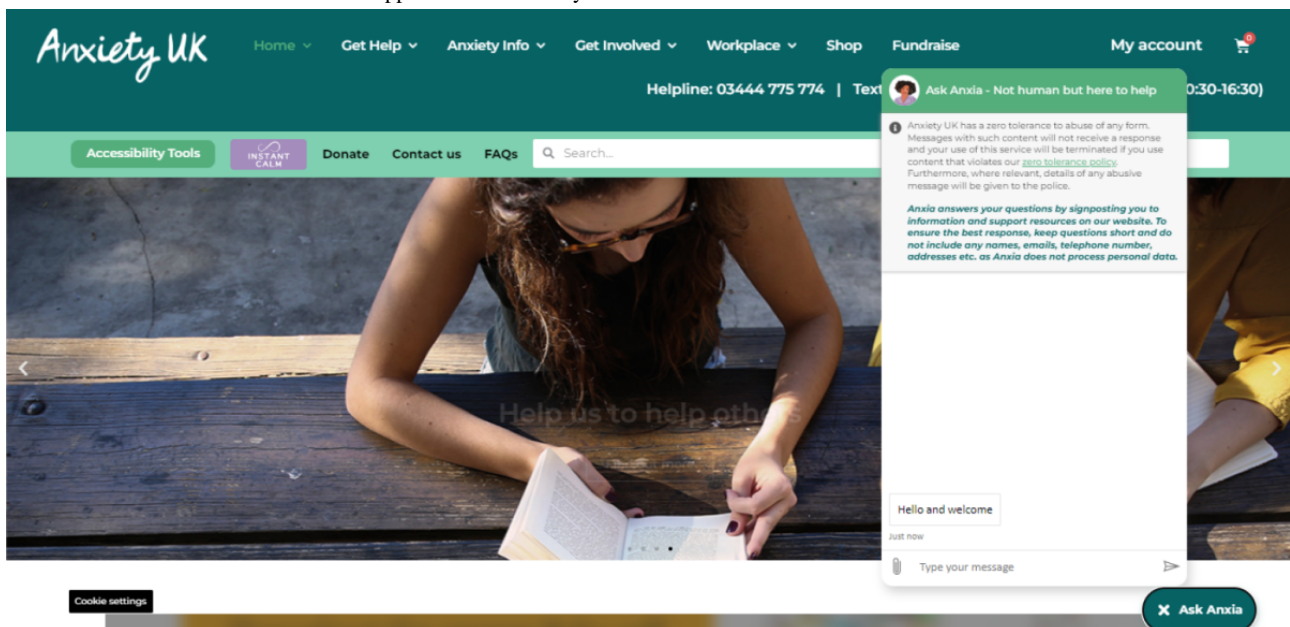 Anxiety UK
Home Get Help Anxiety Info Get Involved Workplace Shop Fundraise My account 0
Helpline: 03444 775 774 | Text 0:30-16:30)
Accessibility Tools INSTANT CALM Donate Contact us FAQs Search...
Help us to help others
Ask Anxia - Not human but here to help
Anxiety UK has a zero tolerance to abuse of any form.
Messages with such content will not receive a response
and your use of this service will be terminated if you use
content that violates our zero tolerance policy.
Furthermore, where relevant, details of any abusive
message will be given to the police.
Anxia answers your questions by signposting you to
information and support resources on our website. To
ensure the best response, keep questions short and do
not include any names, emails, telephone number,
addresses etc. as Anxia does not process personal data.
Hello and welcome
Just now
Type your message
Cookie settings
Ask Anxia